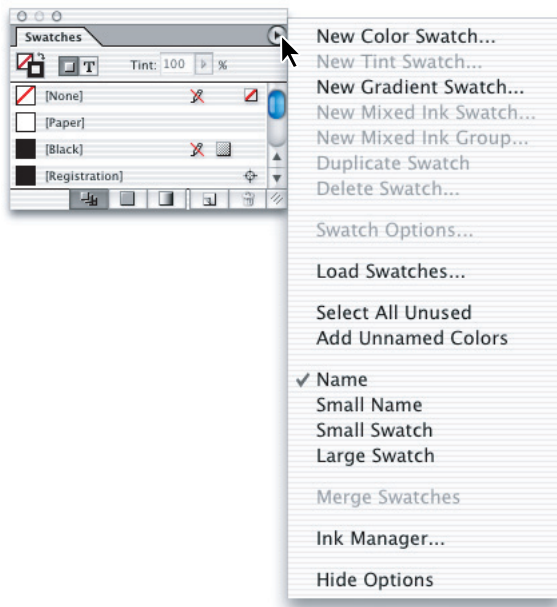 Swatches
T Tint: 100 %
[None]
[Paper]
[Black]
[Registration]
New Color Swatch...
New Tint Swatch...
New Gradient Swatch...
New Mixed Ink Swatch...
New Mixed Ink Group...
Duplicate Swatch
Delete Swatch...
Swatch Options...
Load Swatches...
Select All Unused
Add Unnamed Colors
Name
Small Name
Small Swatch
Large Swatch
Merge Swatches
Ink Manager...
Hide Options